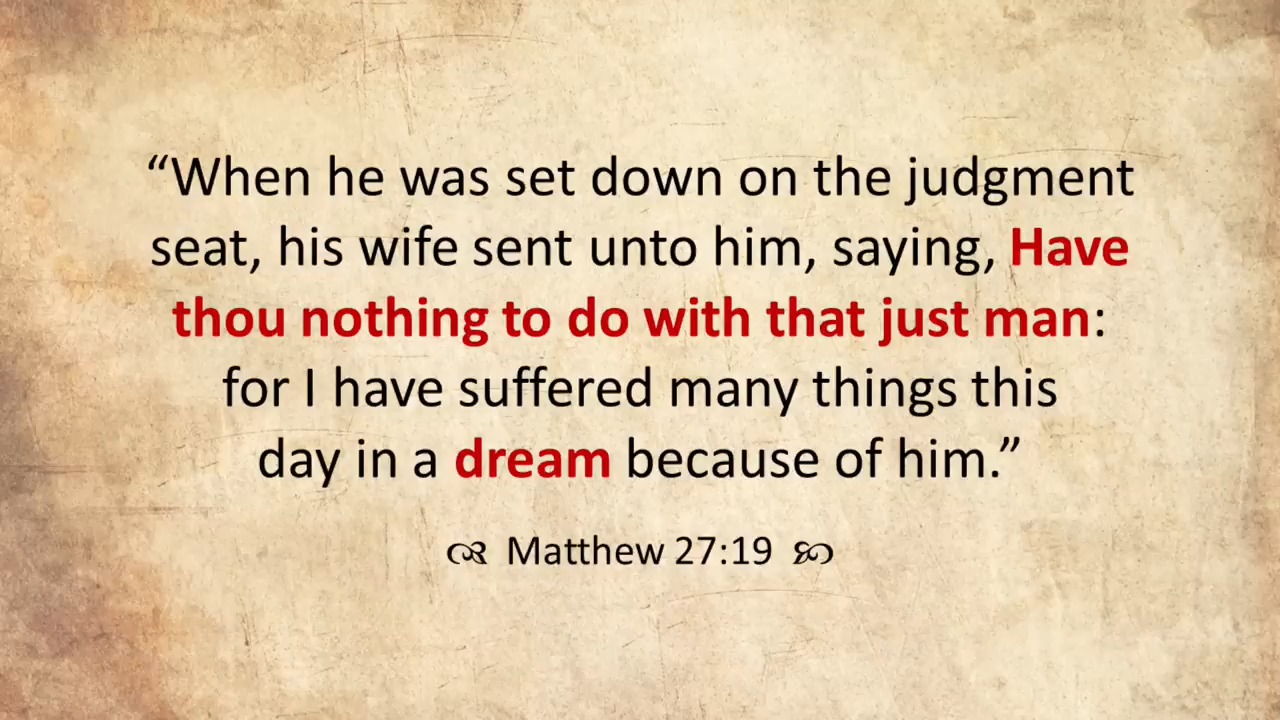 “When he was set down on the judgment
seat, his wife sent unto him, saying, Have
thou nothing to do with that just man:
for I have suffered many things this
day in a dream because of him.”
Matthew 27:19